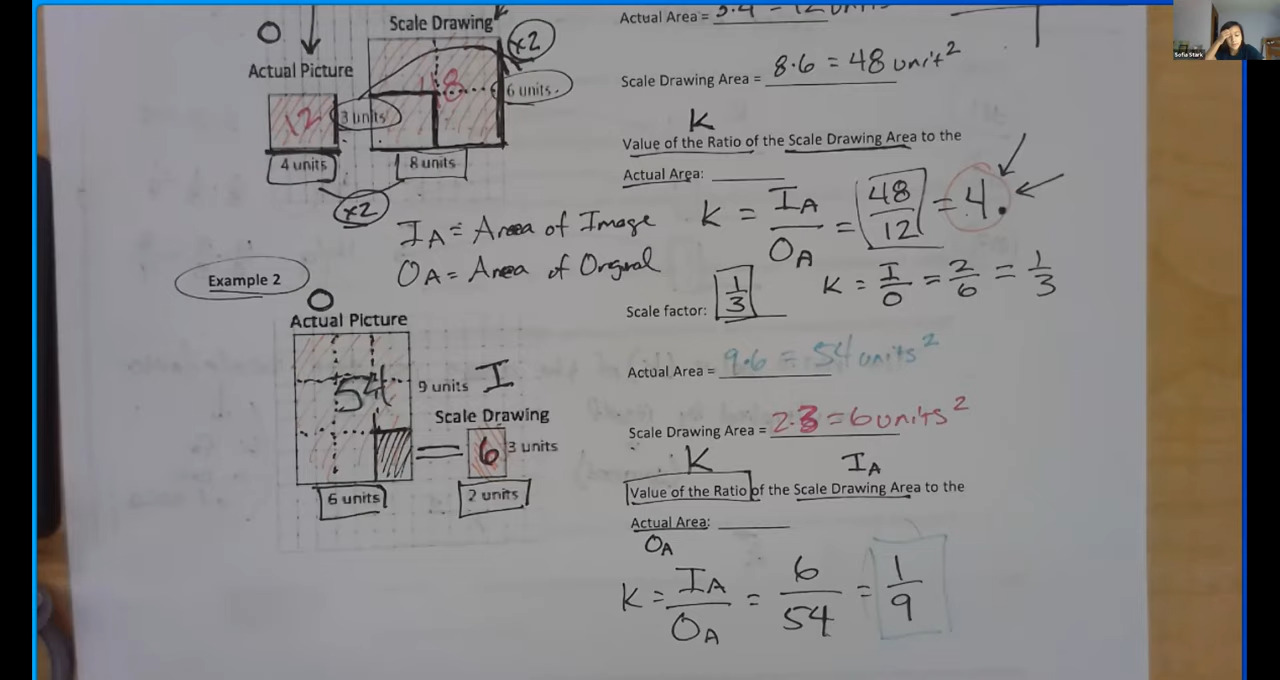 Scale Drawing
x2
O
Actual Picture
12
3 units
48
6 units.
4 units
8 units
x2
Actual Area = 3.4 = 12 units
Scale Drawing Area = 8.6 = 48 unit²
K
Value of the Ratio of the Scale Drawing Area to the
Actual Area:
K = IA/OA = 48/12 = 4.
IA = Area of Image
OA = Area of Orginal
Example 2
Scale factor: 1/3
K = I/O = 2/6 = 1/3
O
Actual Picture
54
9 units I
Scale Drawing
6
3 units
6 units
2 units
Actual Area = 9.6 = 54 units²
Scale Drawing Area = 2.3 = 6 units²
K
IA
Value of the Ratio of the Scale Drawing Area to the
Actual Area:
OA
K = IA/OA = 6/54 = 1/9
Sofia Stark